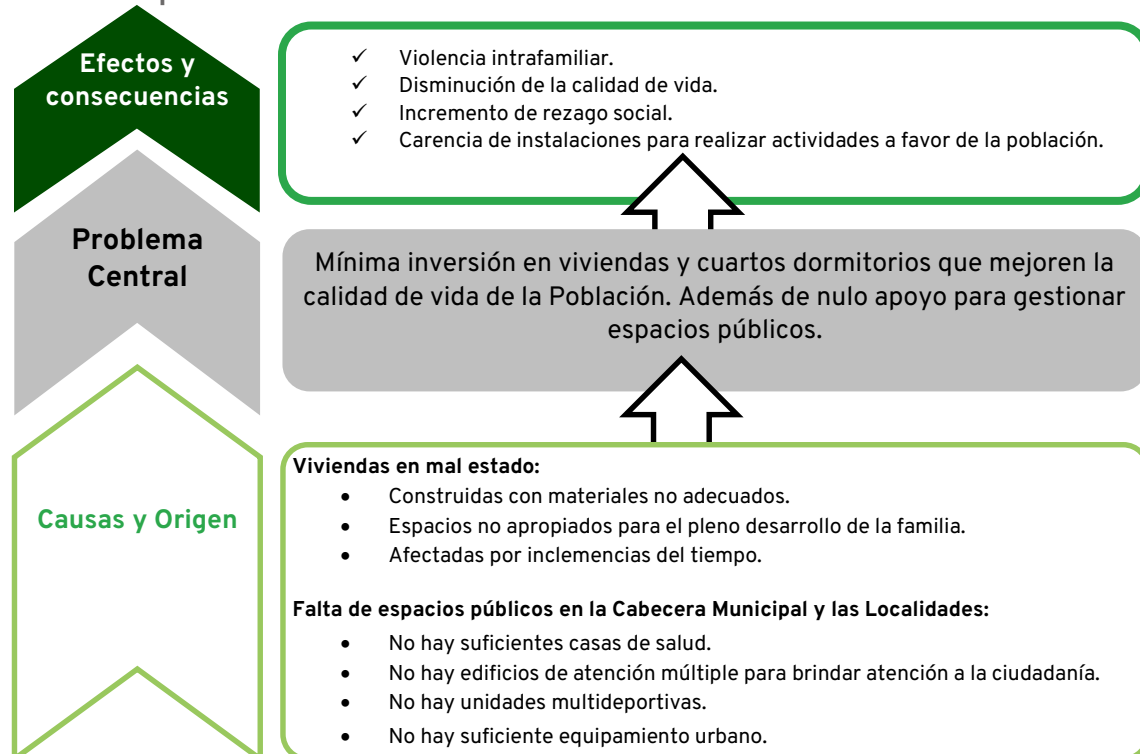 Efectos y
consecuencias
✓ Violencia intrafamiliar.
✓ Disminución de la calidad de vida.
✓ Incremento de rezago social.
✓ Carencia de instalaciones para realizar actividades a favor de la población.
Problema
Central
Mínima inversión en viviendas y cuartos dormitorios que mejoren la
calidad de vida de la Población. Además de nulo apoyo para gestionar
espacios públicos.
Causas y Origen
Viviendas en mal estado:
• Construidas con materiales no adecuados.
• Espacios no apropiados para el pleno desarrollo de la familia.
• Afectadas por inclemencias del tiempo.
Falta de espacios públicos en la Cabecera Municipal y las Localidades:
• No hay suficientes casas de salud.
• No hay edificios de atención múltiple para brindar atención a la ciudadanía.
• No hay unidades multideportivas.
• No hay suficiente equipamiento urbano.